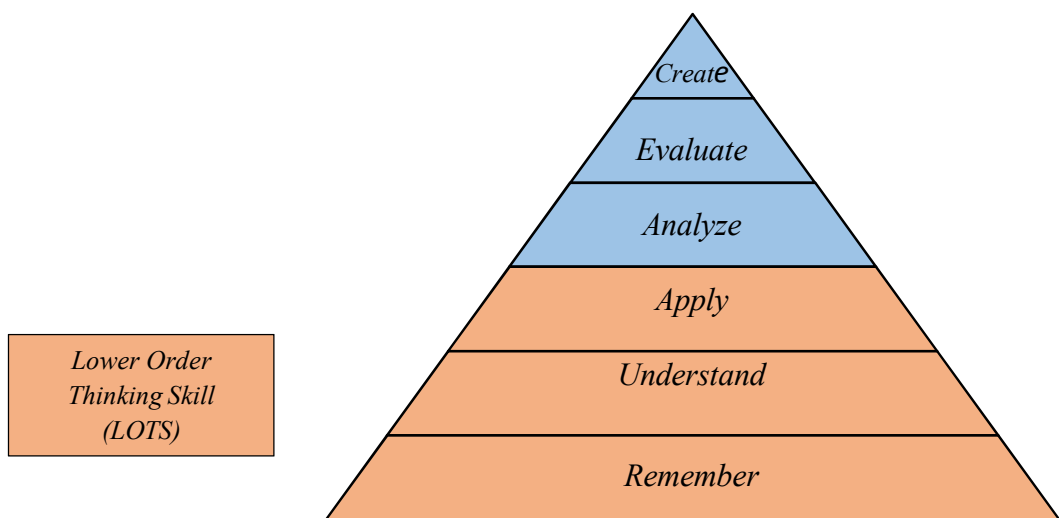 Create
Evaluate
Analyze
Apply
Understand
Remember
Lower Order
Thinking Skill
(LOTS)